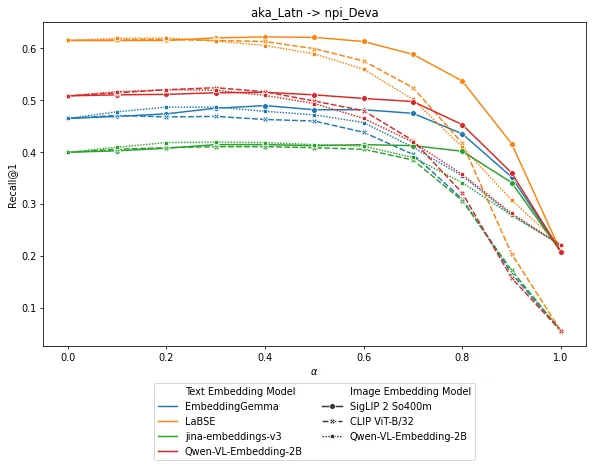 aka_Latn -> npi_Deva
0.6
0.5
0.4
0.3
0.2
0.1
Recall@1
0.0 0.2 0.4 0.6 0.8 1.0
α
Text Embedding Model Image Embedding Model
EmbeddingGemma SigLIP 2 So400m
LaBSE CLIP ViT-B/32
jina-embeddings-v3 Qwen-VL-Embedding-2B
Qwen-VL-Embedding-2B